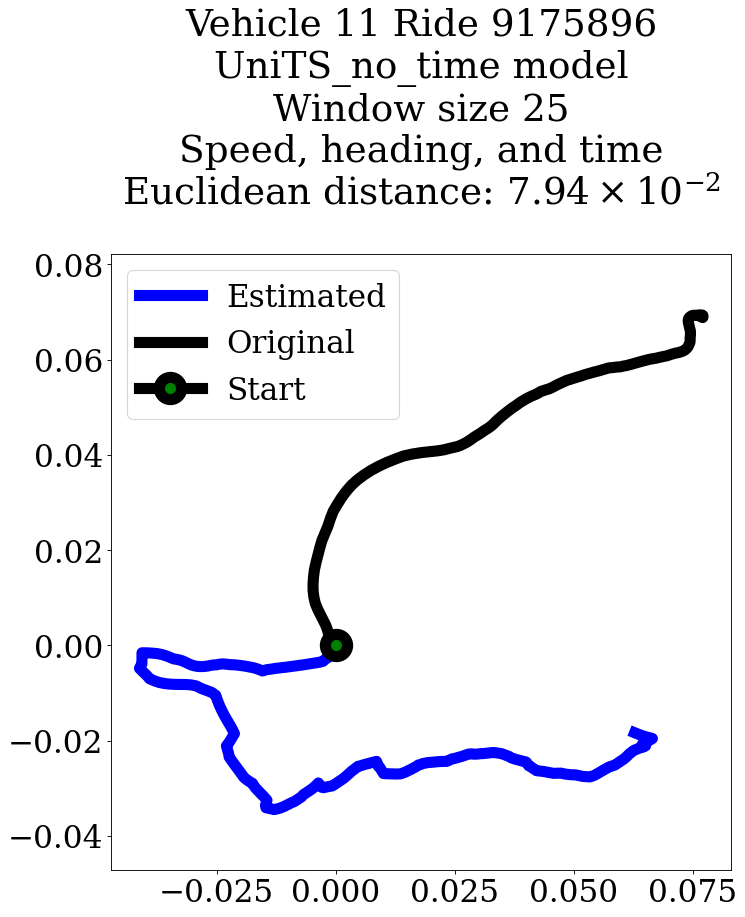 Vehicle 11 Ride 9175896
UniTS_no_time model
Window size 25
Speed, heading, and time
Euclidean distance: 7.94 × 10⁻²
0.08
0.06
0.04
0.02
0.00
−0.02
−0.04
Estimated
Original
Start
−0.025
0.000
0.025
0.050
0.075